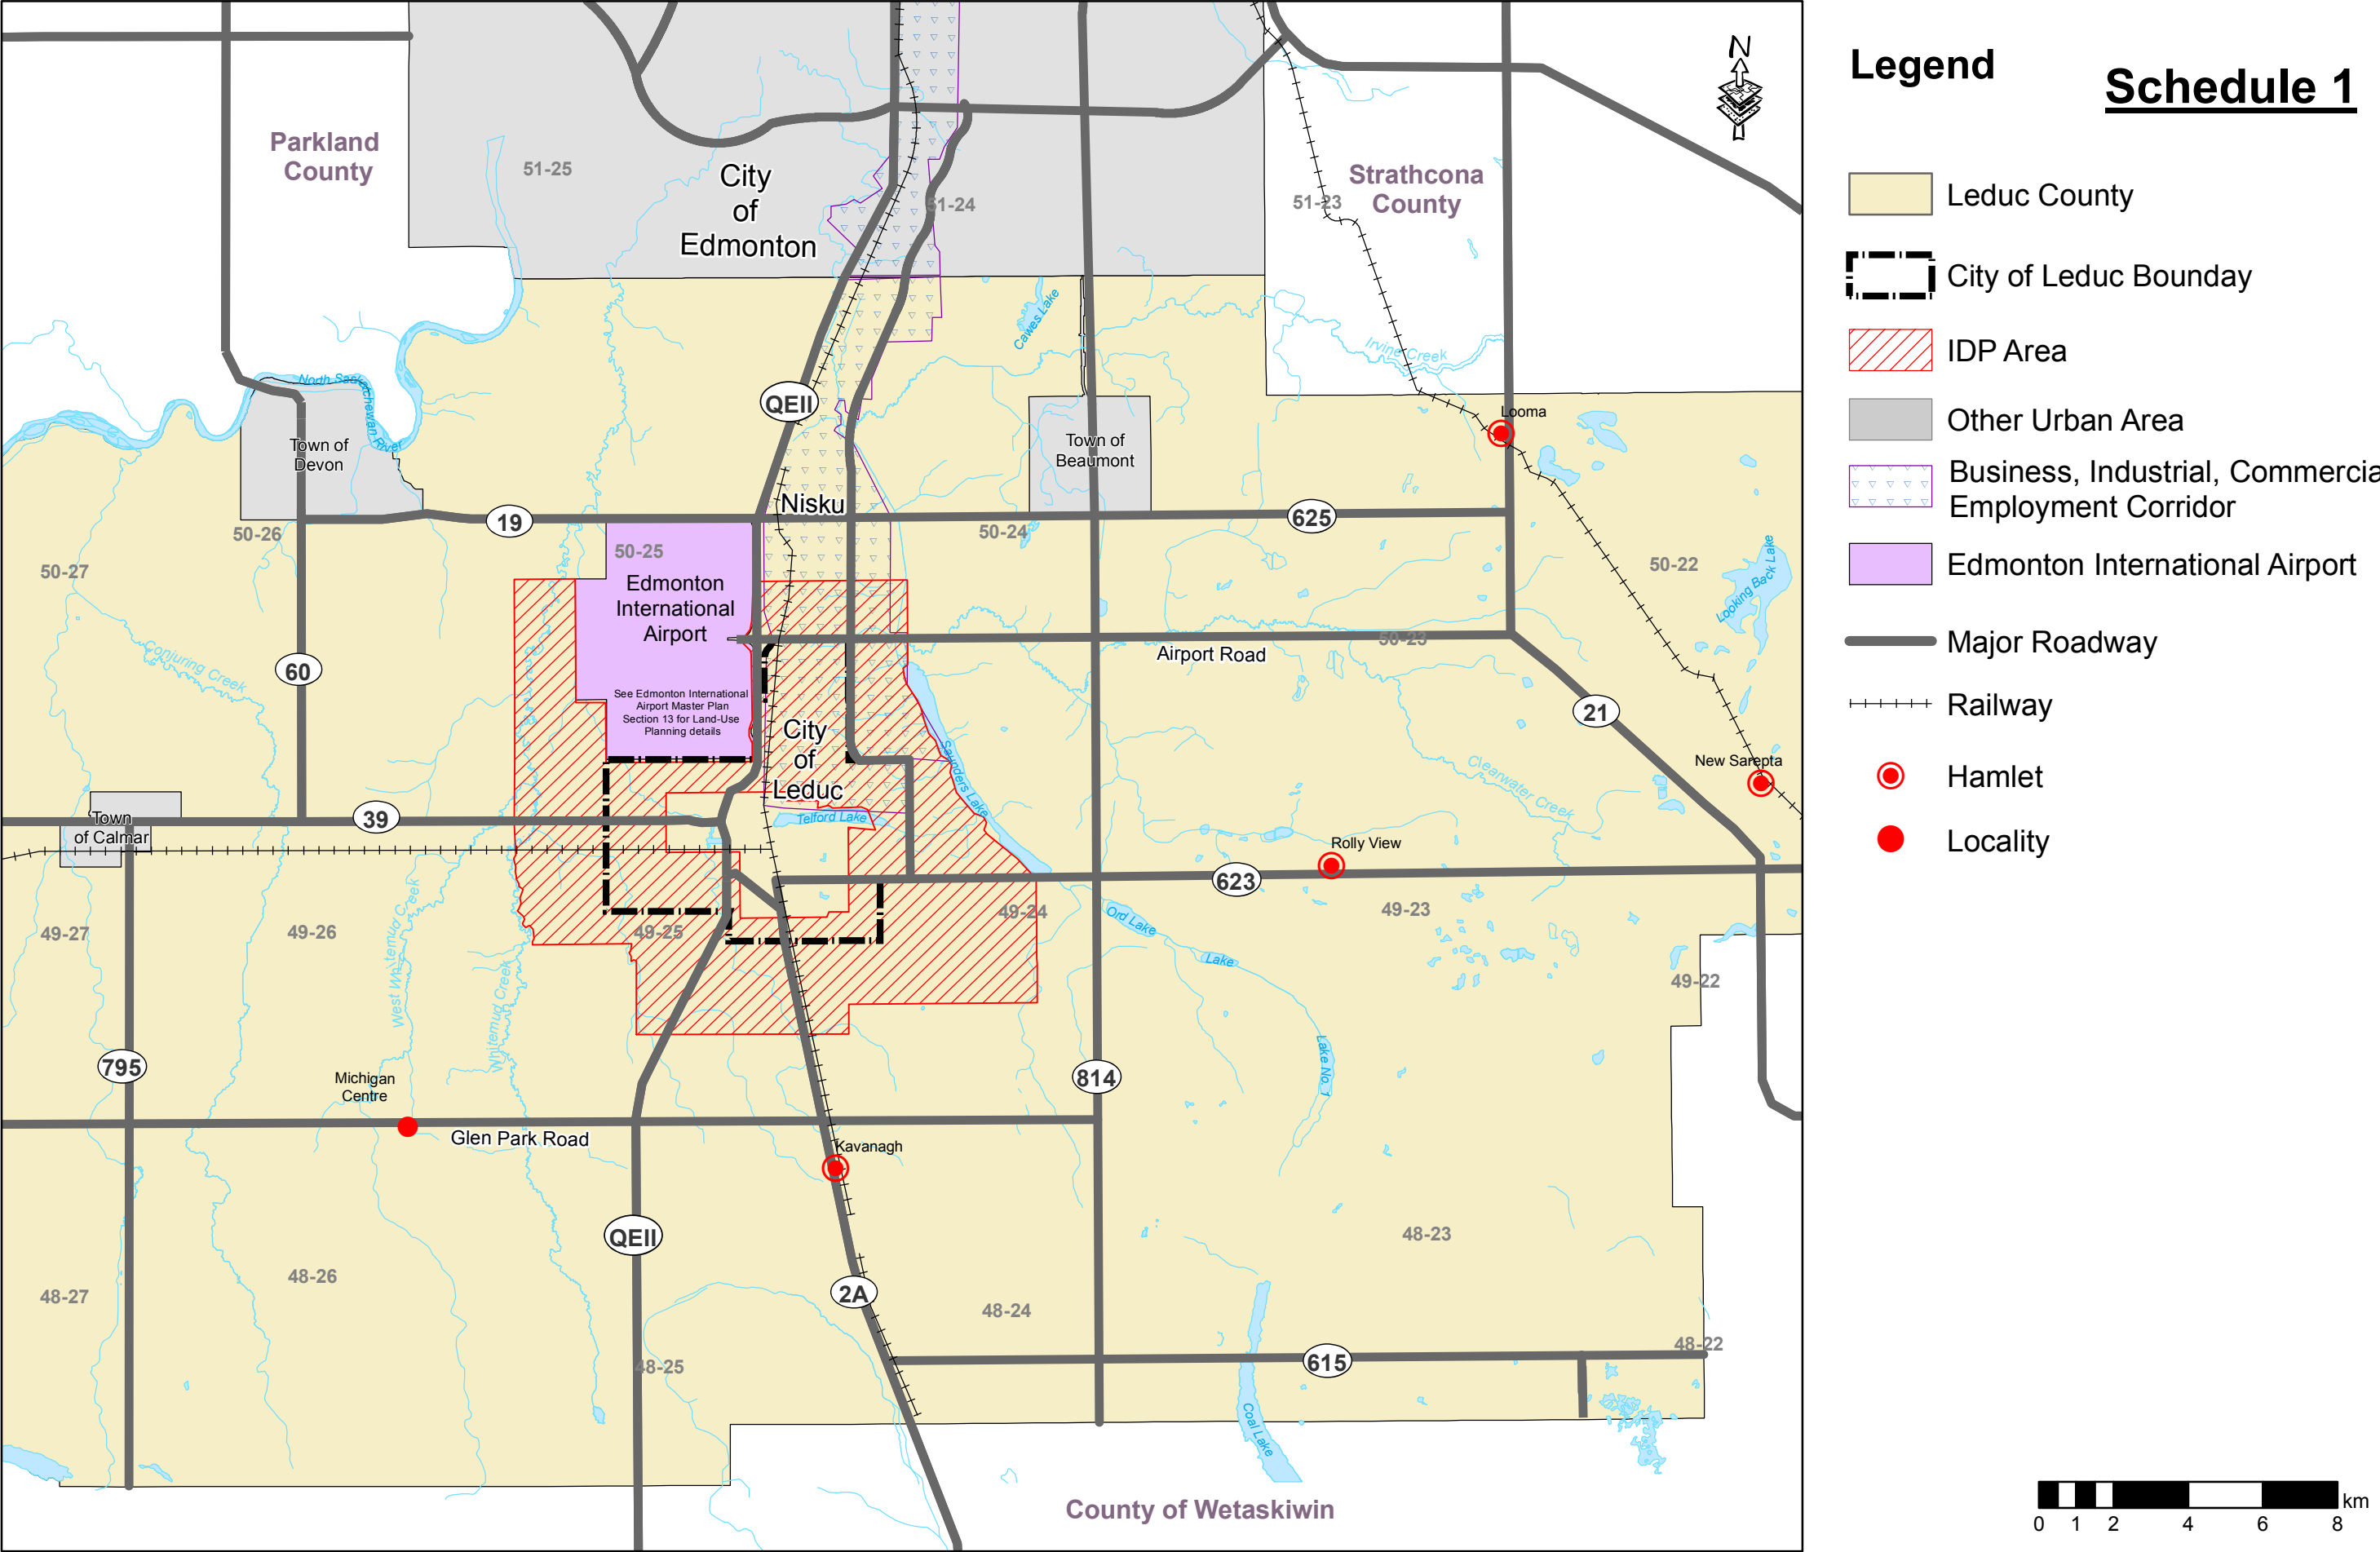 N
Legend
Schedule 1
Parkland
County
51-25
City
of
Edmonton
51-24
51-23
Strathcona
County
Leduc County
City of Leduc Bounday
IDP Area
Other Urban Area
Business, Industrial, Commercia
Employment Corridor
Edmonton International Airport
Major Roadway
Railway
Hamlet
Locality
Cawes Lake
Irvine Creek
North Saskatchewan River
QEII
Looma
Town of
Devon
Town of
Beaumont
Nisku
19
625
50-26
50-25
50-24
50-27
50-22
Looking Back Lake
Edmonton
International
Airport
50-23
Airport Road
Conjuring Creek
60
See Edmonton International
Airport Master Plan
Section 13 for Land-Use
Planning details
21
City
of
Leduc
Saunders Lake
New Sarepta
Clearwater Creek
Town
of Calmar
39
Telford Lake
Rolly View
623
49-27
49-26
49-25
49-24
49-23
Ord Lake
Lake
49-22
West Whitemud Creek
Whitemud Creek
Lake No. 1
795
814
Michigan
Centre
Glen Park Road
Kavanagh
QEII
48-23
48-27
48-26
2A
48-24
48-25
615
48-22
Coal Lake
County of Wetaskiwin
km
0 1 2 4 6 8